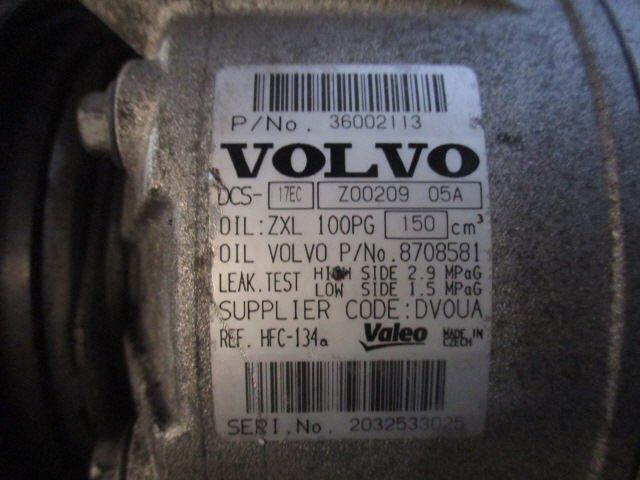 P/No. 36002113
VOLVO
DCS- 17EC Z00209 05A
OIL:ZXL 100PG 150 cm³
OIL VOLVO P/No.8708581
LEAK.TEST HIGH SIDE 2.9 MPaG
LOW SIDE 1.5 MPaG
SUPPLIER CODE:DV0UA
REF. HFC-134a Valeo MADE IN CZECH
SERI.No. 2032533025